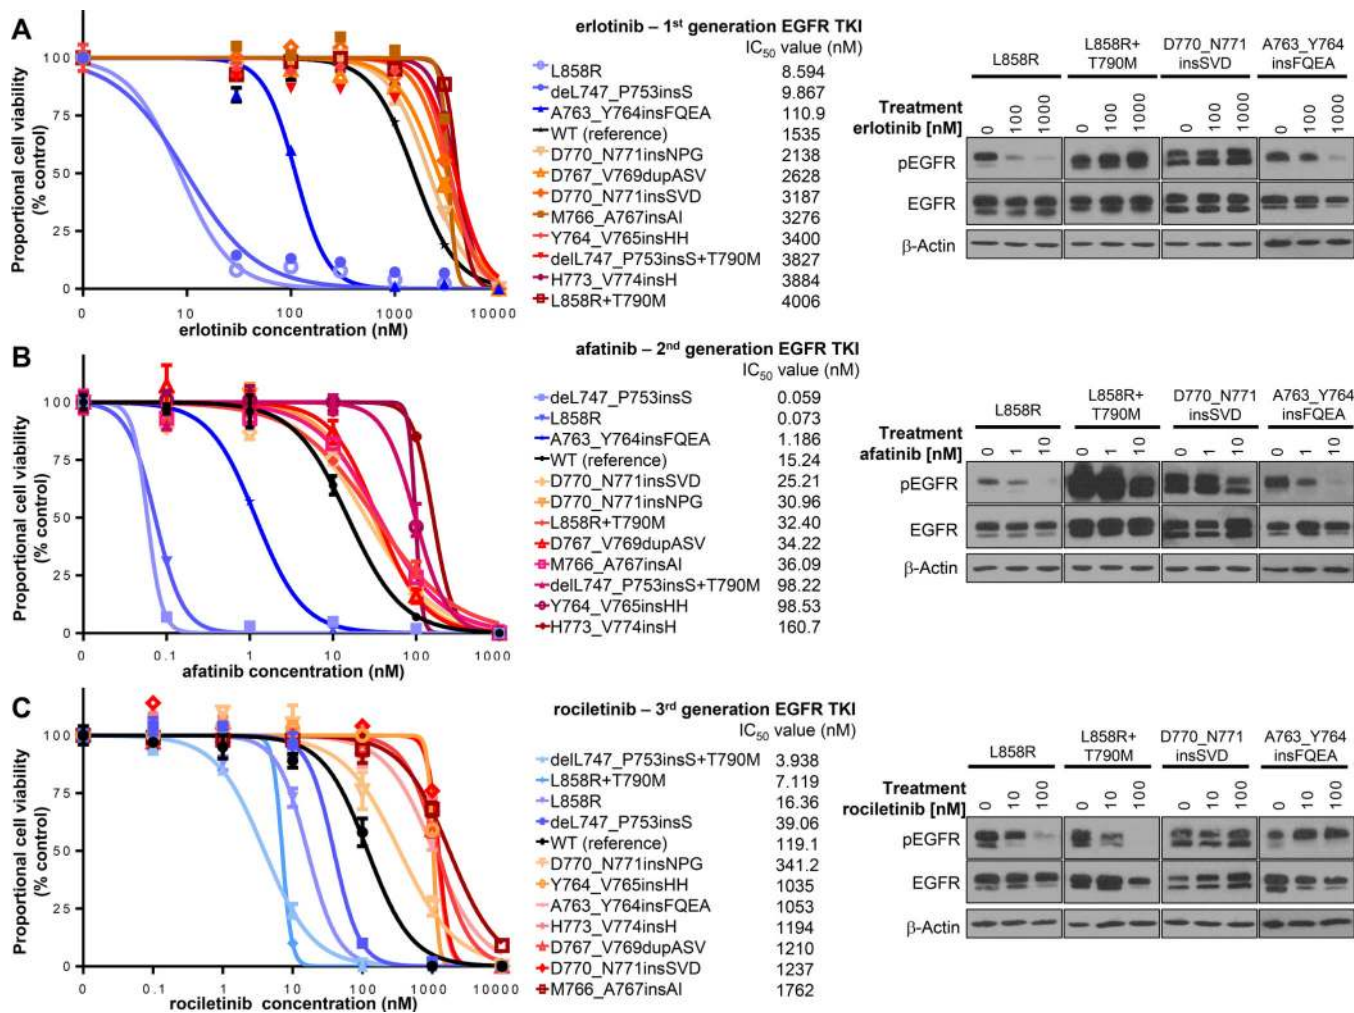 A
erlotinib – 1st generation EGFR TKI
IC50 value (nM)
L858R 8.594
deL747_P753insS 9.867
A763_Y764insFQEA 110.9
WT (reference) 1535
D770_N771insNPG 2138
D767_V769dupASV 2628
D770_N771insSVD 3187
M766_A767insAI 3276
Y764_V765insHH 3400
delL747_P753insS+T790M 3827
H773_V774insH 3884
L858R+T790M 4006
Proportional cell viability
(% control)
100
75
50
25
0
0 10 100 1000 10000
erlotinib concentration (nM)
L858R L858R+ T790M D770_N771 insSVD A763_Y764 insFQEA
Treatment
erlotinib [nM]
0 100 1000 0 100 1000 0 100 1000 0 100 1000
pEGFR
EGFR
β-Actin
B
afatinib – 2nd generation EGFR TKI
IC50 value (nM)
deL747_P753insS 0.059
L858R 0.073
A763_Y764insFQEA 1.186
WT (reference) 15.24
D770_N771insSVD 25.21
D770_N771insNPG 30.96
L858R+T790M 32.40
D767_V769dupASV 34.22
M766_A767insAI 36.09
delL747_P753insS+T790M 98.22
Y764_V765insHH 98.53
H773_V774insH 160.7
Proportional cell viability
(% control)
100
75
50
25
0
0 0.1 1 10 100 1000
afatinib concentration (nM)
L858R L858R+ T790M D770_N771 insSVD A763_Y764 insFQEA
Treatment
afatinib [nM]
0 1 10 0 1 10 0 1 10 0 1 10
pEGFR
EGFR
β-Actin
C
rociletinib – 3rd generation EGFR TKI
IC50 value (nM)
delL747_P753insS+T790M 3.938
L858R+T790M 7.119
L858R 16.36
deL747_P753insS 39.06
WT (reference) 119.1
D770_N771insNPG 341.2
Y764_V765insHH 1035
A763_Y764insFQEA 1053
H773_V774insH 1194
D767_V769dupASV 1210
D770_N771insSVD 1237
M766_A767insAI 1762
Proportional cell viability
(% control)
100
75
50
25
0
0 0.1 1 10 100 1000 10000
rociletinib concentration (nM)
L858R L858R+ T790M D770_N771 insSVD A763_Y764 insFQEA
Treatment
rociletinib [nM]
0 10 100 0 10 100 0 10 100 0 10 100
pEGFR
EGFR
β-Actin